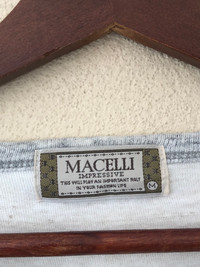 MACELLI
IMPRESSIVE
THIS WILL PLAY AN IMPORTANT PART
IN YOUR FASHION LIFE
M